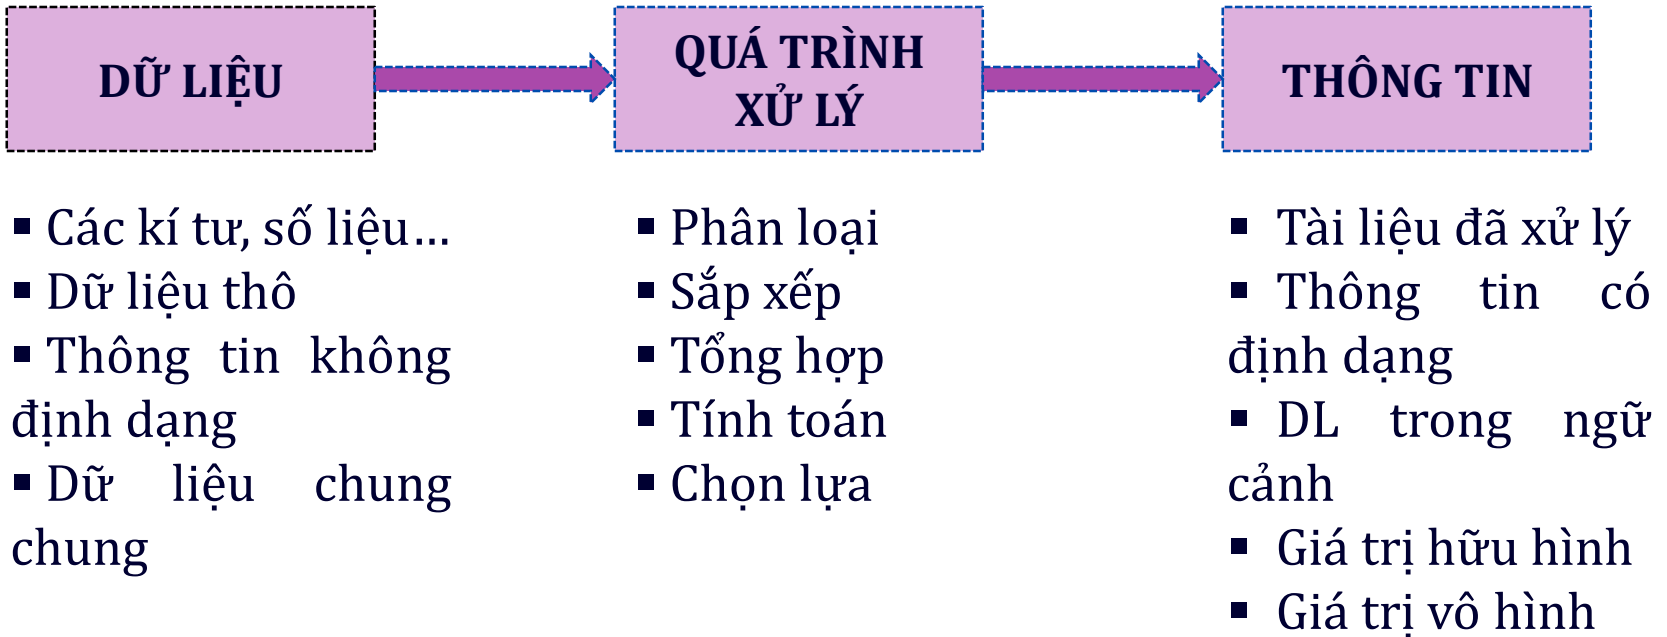 DỮ LIỆU
QUÁ TRÌNH
XỬ LÝ
THÔNG TIN
▪ Các kí tư, số liệu…
▪ Dữ liệu thô
▪ Thông tin không
định dạng
▪ Dữ liệu chung
chung
▪ Phân loại
▪ Sắp xếp
▪ Tổng hợp
▪ Tính toán
▪ Chọn lựa
▪ Tài liệu đã xử lý
▪ Thông tin có
định dạng
▪ DL trong ngữ
cảnh
▪ Giá trị hữu hình
▪ Giá trị vô hình